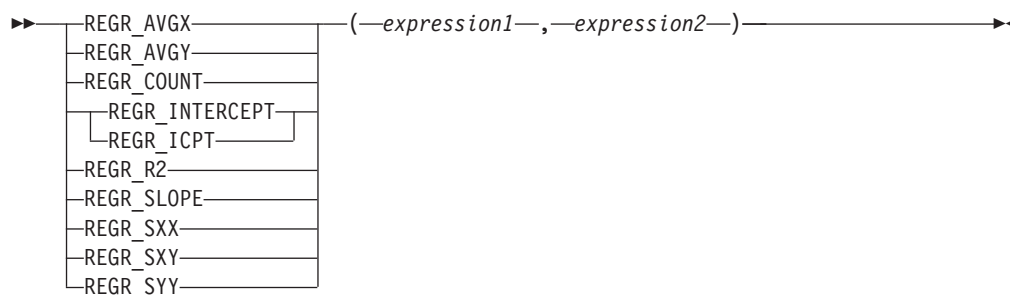 REGR_AVGX ( expression1 , expression2 )
REGR_AVGY
REGR_COUNT
REGR_INTERCEPT
REGR_ICPT
REGR_R2
REGR_SLOPE
REGR_SXX
REGR_SXY
REGR_SYY